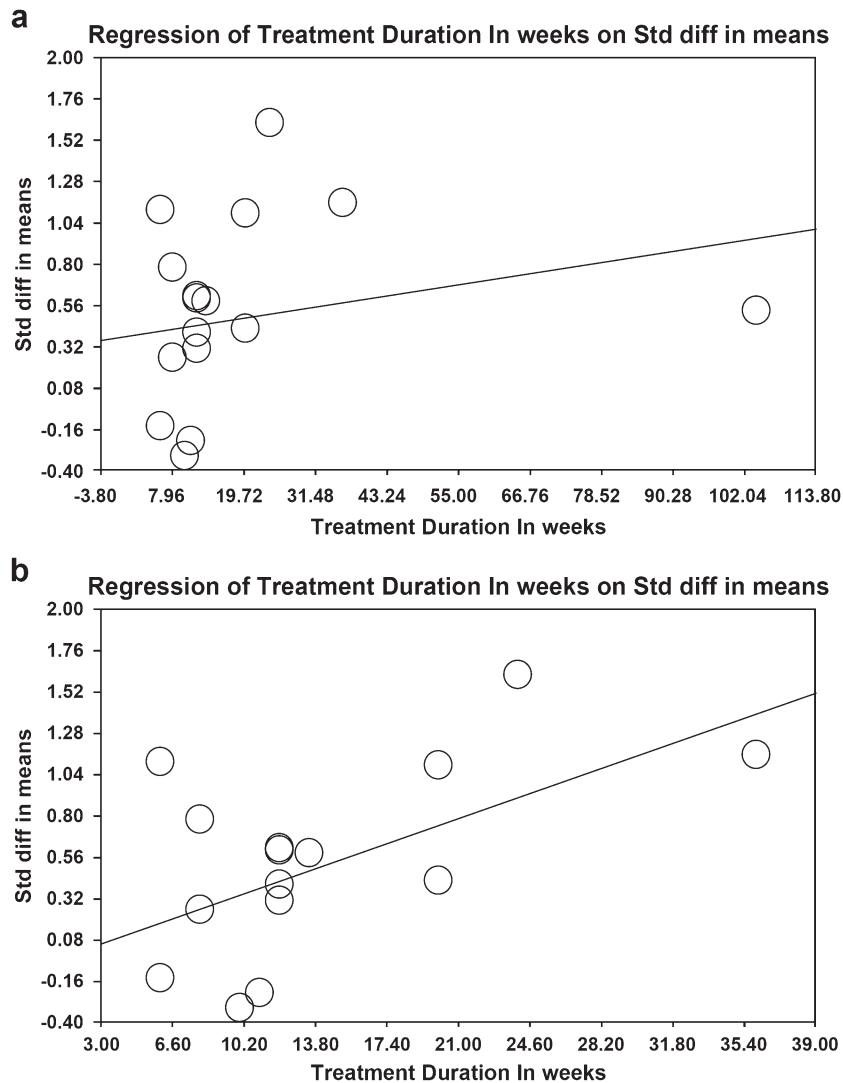 a
Regression of Treatment Duration In weeks on Std diff in means
2.00
1.76
1.52
1.28
1.04
0.80
0.56
0.32
0.08
-0.16
-0.40
Std diff in means
-3.80 7.96 19.72 31.48 43.24 55.00 66.76 78.52 90.28 102.04 113.80
Treatment Duration In weeks
b
Regression of Treatment Duration In weeks on Std diff in means
2.00
1.76
1.52
1.28
1.04
0.80
0.56
0.32
0.08
-0.16
-0.40
Std diff in means
3.00 6.60 10.20 13.80 17.40 21.00 24.60 28.20 31.80 35.40 39.00
Treatment Duration In weeks